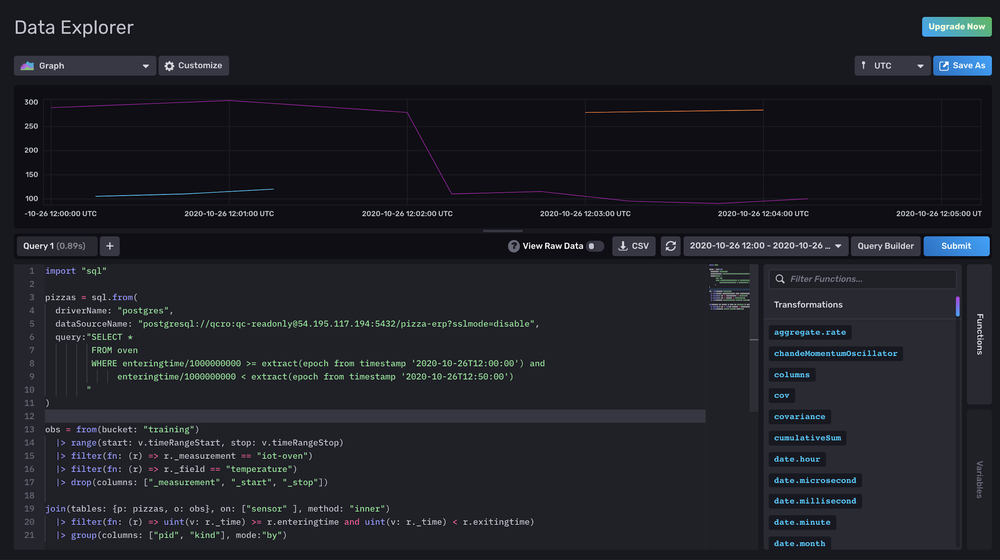 Data Explorer
Upgrade Now
Graph
Customize
UTC
Save As
300
250
200
150
100
-10-26 12:00:00 UTC
2020-10-26 12:01:00 UTC
2020-10-26 12:02:00 UTC
2020-10-26 12:03:00 UTC
2020-10-26 12:04:00 UTC
2020-10-26 12:05:00 UT
Query 1 (0.89s)
+
? View Raw Data
CSV
2020-10-26 12:00 - 2020-10-26 ...
Query Builder
Submit
1 import "sql"
2
3 pizzas = sql.from(
4 driverName: "postgres",
5 dataSourceName: "postgresql://qcro:qc-readonly@54.195.117.194:5432/pizza-erp?sslmode=disable",
6 query:"SELECT *
7 FROM oven
8 WHERE enteringtime/1000000000 >= extract(epoch from timestamp '2020-10-26T12:00:00') and
9 enteringtime/1000000000 < extract(epoch from timestamp '2020-10-26T12:50:00')
10 "
11 )
12
13 obs = from(bucket: "training")
14 |> range(start: v.timeRangeStart, stop: v.timeRangeStop)
15 |> filter(fn: (r) => r._measurement == "iot-oven")
16 |> filter(fn: (r) => r._field == "temperature")
17 |> drop(columns: ["_measurement", "_start", "_stop"])
18
19 join(tables: {p: pizzas, o: obs}, on: ["sensor" ], method: "inner")
20 |> filter(fn: (r) => uint(v: r._time) >= r.enteringtime and uint(v: r._time) < r.exitingtime)
21 |> group(columns: ["pid", "kind"], mode:"by")
Filter Functions...
Transformations
aggregate.rate
chandeMomentumOscillator
columns
cov
covariance
cumulativeSum
date.hour
date.microsecond
date.millisecond
date.minute
date.month
Functions
Variables